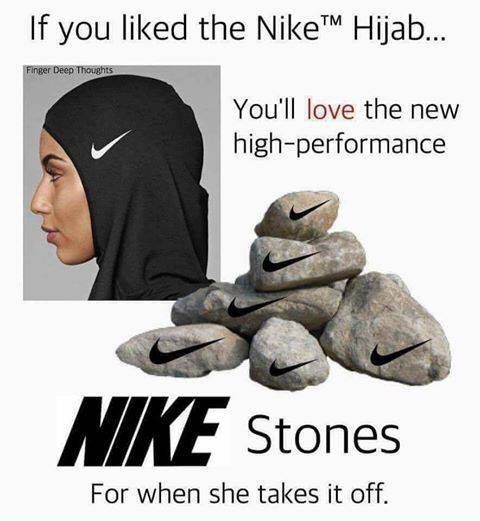 If you liked the Nike™ Hijab...
Finger Deep Thoughts
You'll love the new
high-performance
NIKE Stones
For when she takes it off.